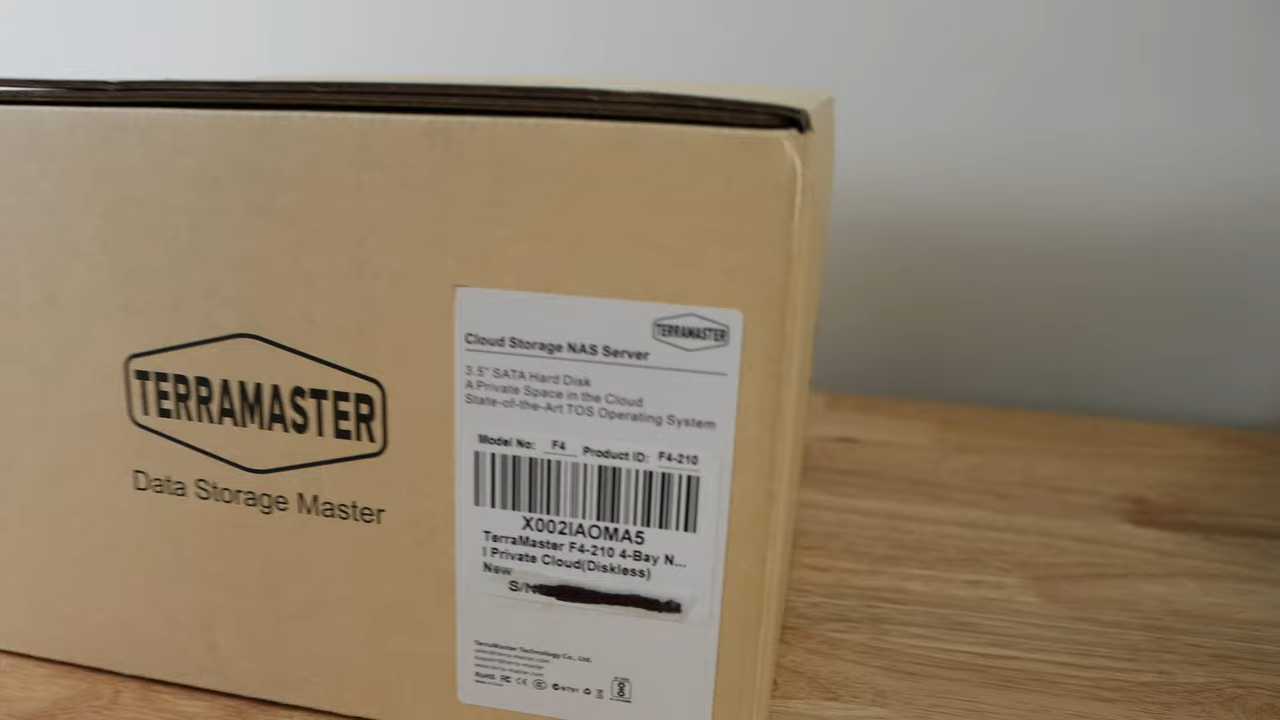 TERRAMASTER
Data Storage Master
TERRAMASTER
Cloud Storage NAS Server
3.5" SATA Hard Disk
A Private Space in the Cloud
State-of-the-Art TOS Operating System
Model No: F4 Product ID: F4-210
X002IAOMA5
TerraMaster F4-210 4-Bay N...
l Private Cloud(Diskless)
New
S/N
TerraMaster Technology Co., Ltd.
RoHS FC CE